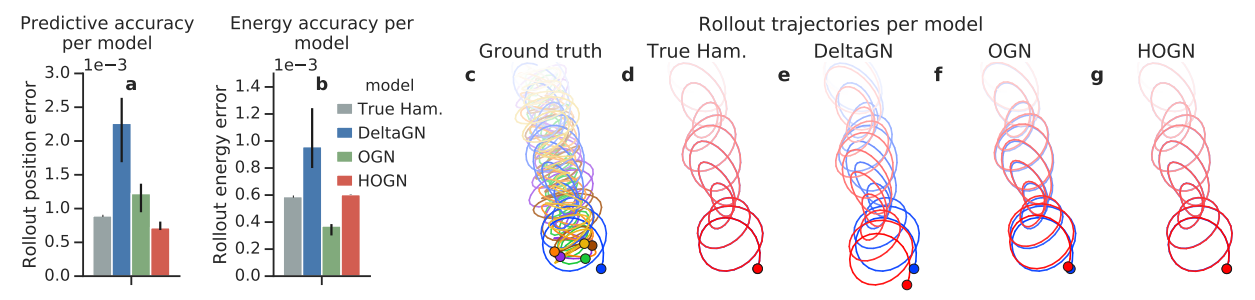 Predictive accuracy
per model
1e−3
a
Rollout position error
3.0
2.5
2.0
1.5
1.0
0.5
0.0
Energy accuracy per
model
1e−3
b
Rollout energy error
1.4
1.2
1.0
0.8
0.6
0.4
0.2
0.0
model
True Ham.
DeltaGN
OGN
HOGN
Rollout trajectories per model
Ground truth
True Ham.
DeltaGN
OGN
HOGN
c
d
e
f
g